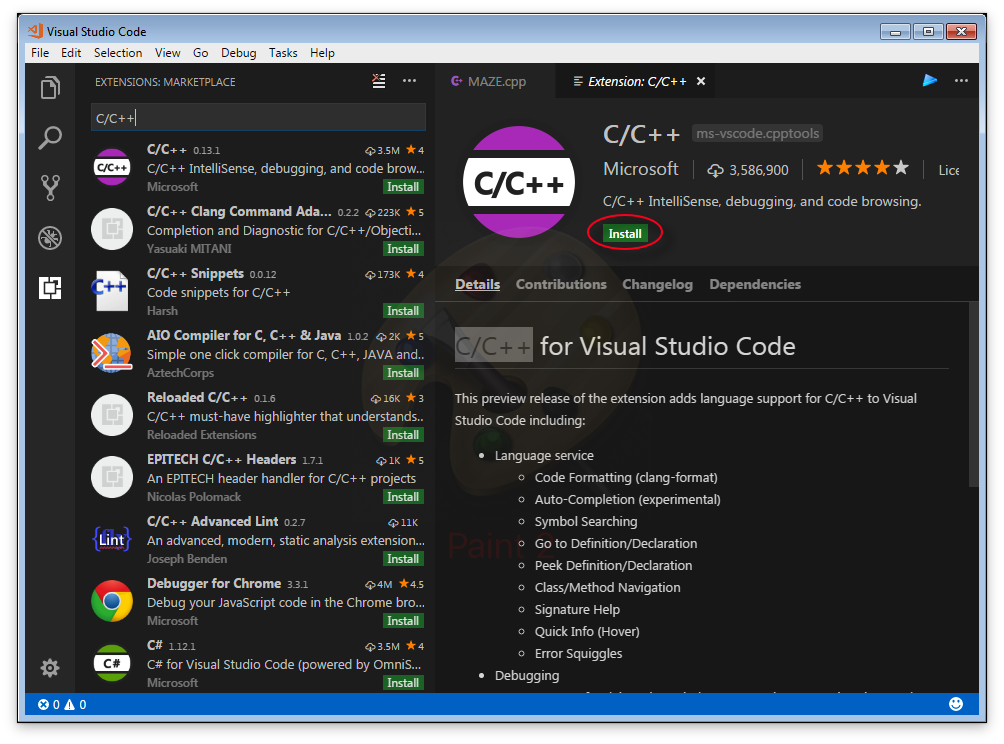 Visual Studio Code
File Edit Selection View Go Debug Tasks Help
EXTENSIONS: MARKETPLACE
C/C++
C/C++ 0.13.1 3.5M 4
C/C++ IntelliSense, debugging, and code brow...
Microsoft Install
C/C++ Clang Command Ada... 0.2.2 223K 5
Completion and Diagnostic for C/C++/Objecti...
Yasuaki MITANI Install
C/C++ Snippets 0.0.12 173K 4
Code snippets for C/C++
Harsh Install
AIO Compiler for C, C++ & Java 1.0.2 2K 5
Simple one click compiler for C, C++, JAVA and...
AztechCorps Install
Reloaded C/C++ 0.1.6 16K 3
C/C++ must-have highlighter that understands...
Reloaded Extensions Install
EPITECH C/C++ Headers 1.7.1 1K 5
An EPITECH header handler for C/C++ projects
Nicolas Polomack Install
C/C++ Advanced Lint 0.2.7 11K
An advanced, modern, static analysis extension...
Joseph Benden Install
Debugger for Chrome 3.3.1 4M 4.5
Debug your JavaScript code in the Chrome bro...
Microsoft Install
C# 1.12.1 3.5M 4
C# for Visual Studio Code (powered by OmniS...
Microsoft Install
C/C++
C++
{Lint}
C#
MAZE.cpp Extension: C/C++
C/C++
C/C++ ms-vscode.cpptools
Microsoft 3,586,900 Lice
C/C++ IntelliSense, debugging, and code browsing.
Install
Details Contributions Changelog Dependencies
C/C++ for Visual Studio Code
This preview release of the extension adds language support for C/C++ to Visual
Studio Code including:
• Language service
Code Formatting (clang-format)
Auto-Completion (experimental)
Symbol Searching
Go to Definition/Declaration
Peek Definition/Declaration
Class/Method Navigation
Signature Help
Quick Info (Hover)
Error Squiggles
• Debugging
Paint 2
0 0